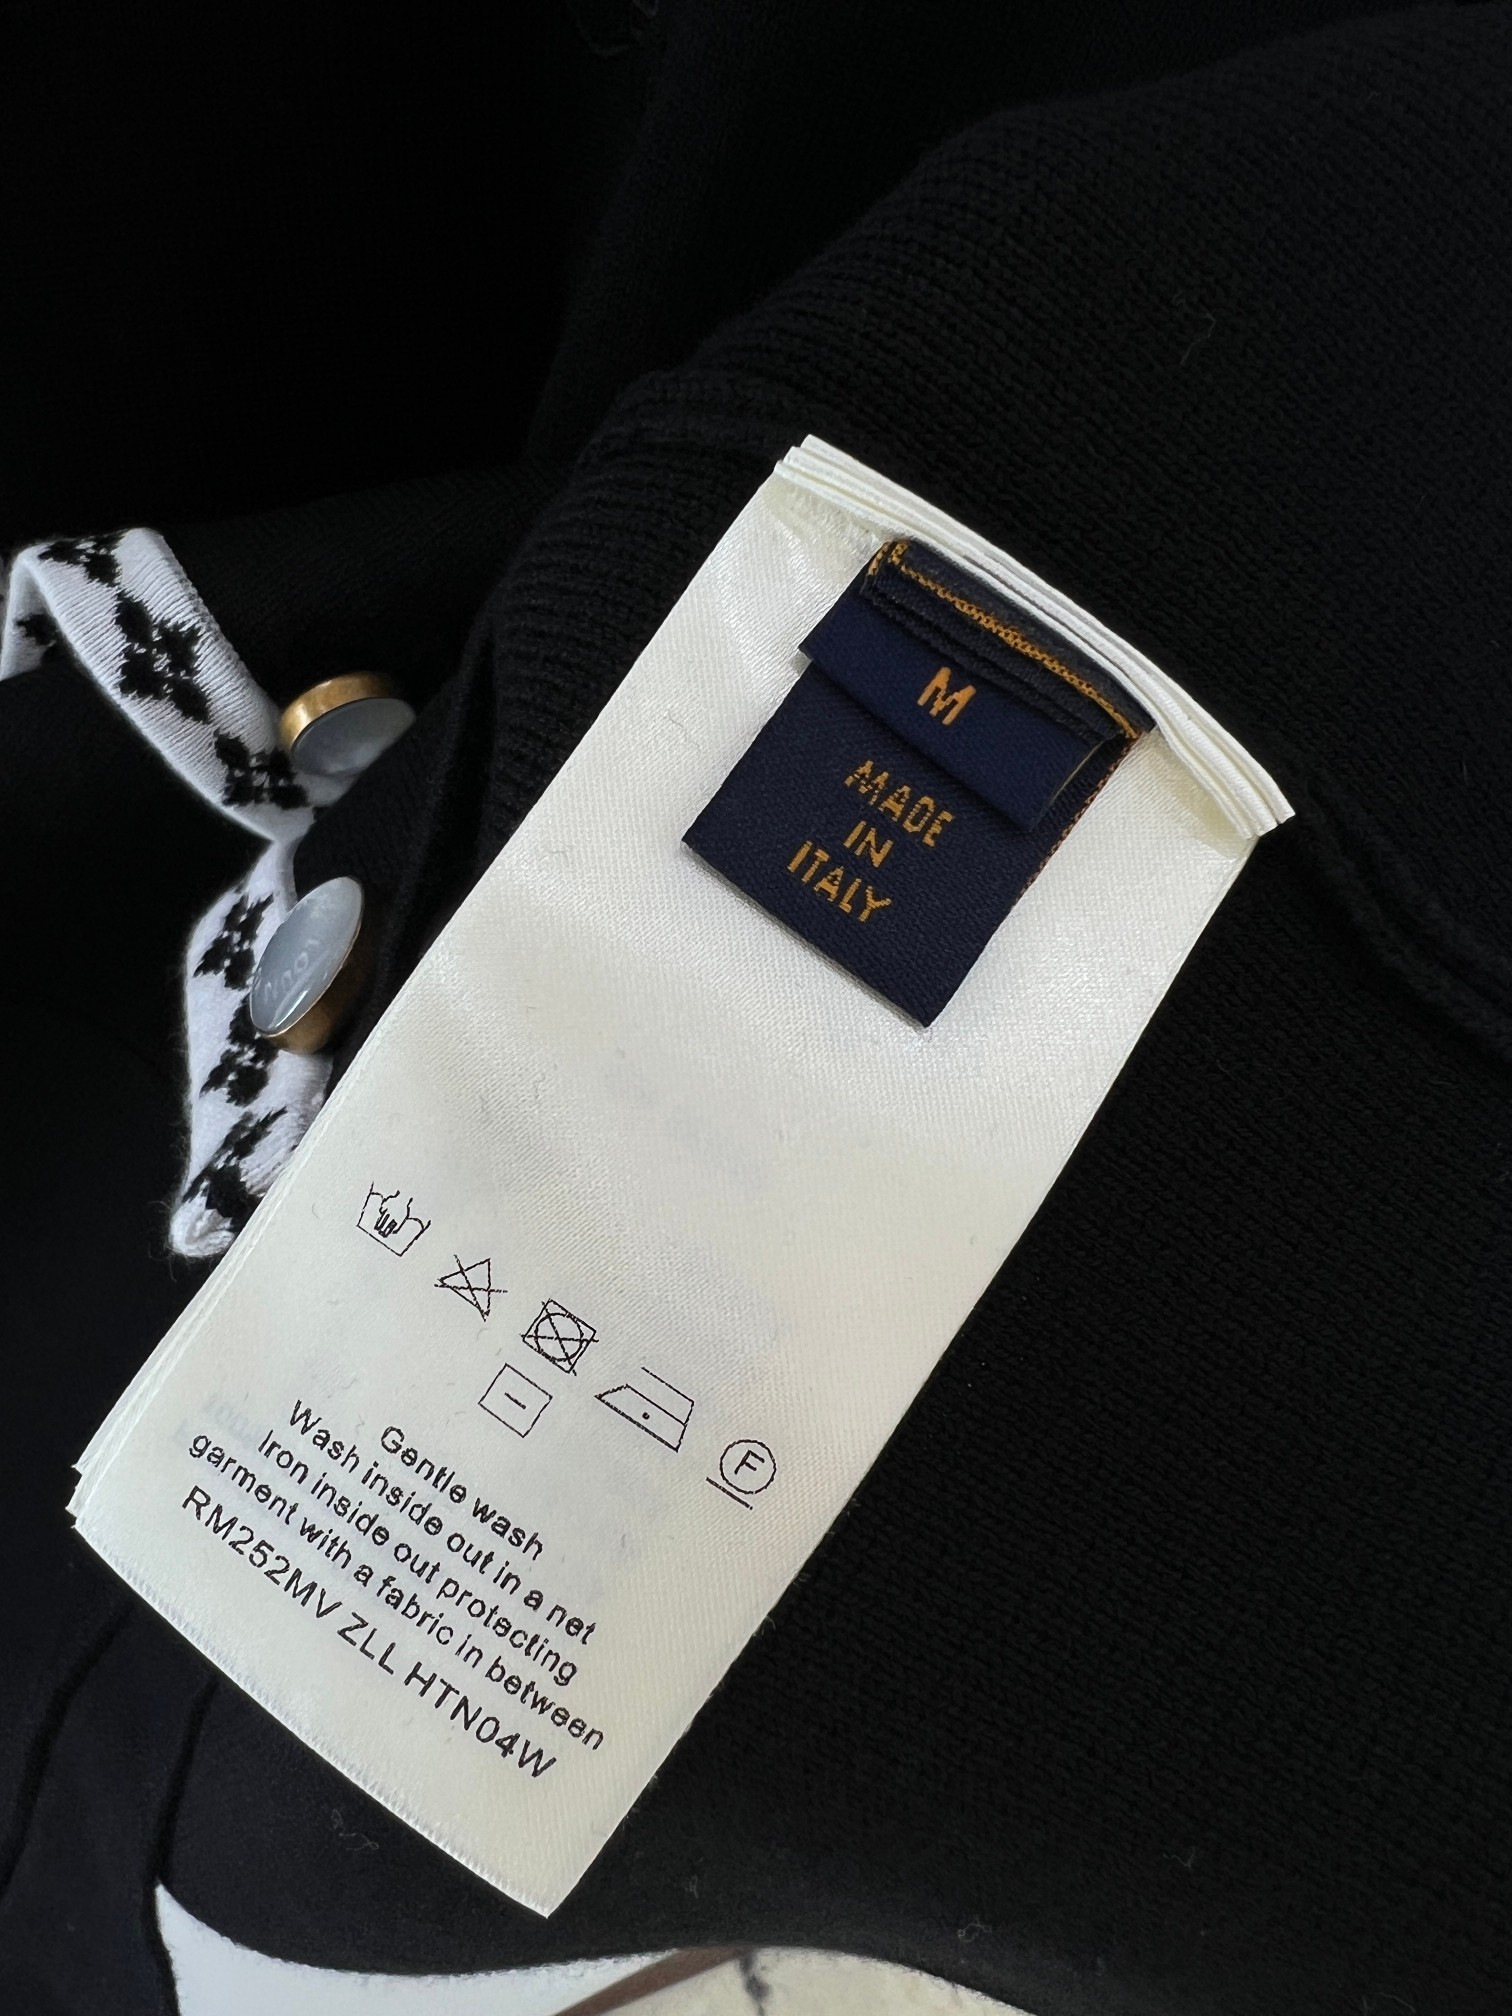 M
MADE
IN
ITALY
F
Gentle wash
Wash inside out in a net
Iron inside out protecting
garment with a fabric in between
RM252MV ZLL HTN04W